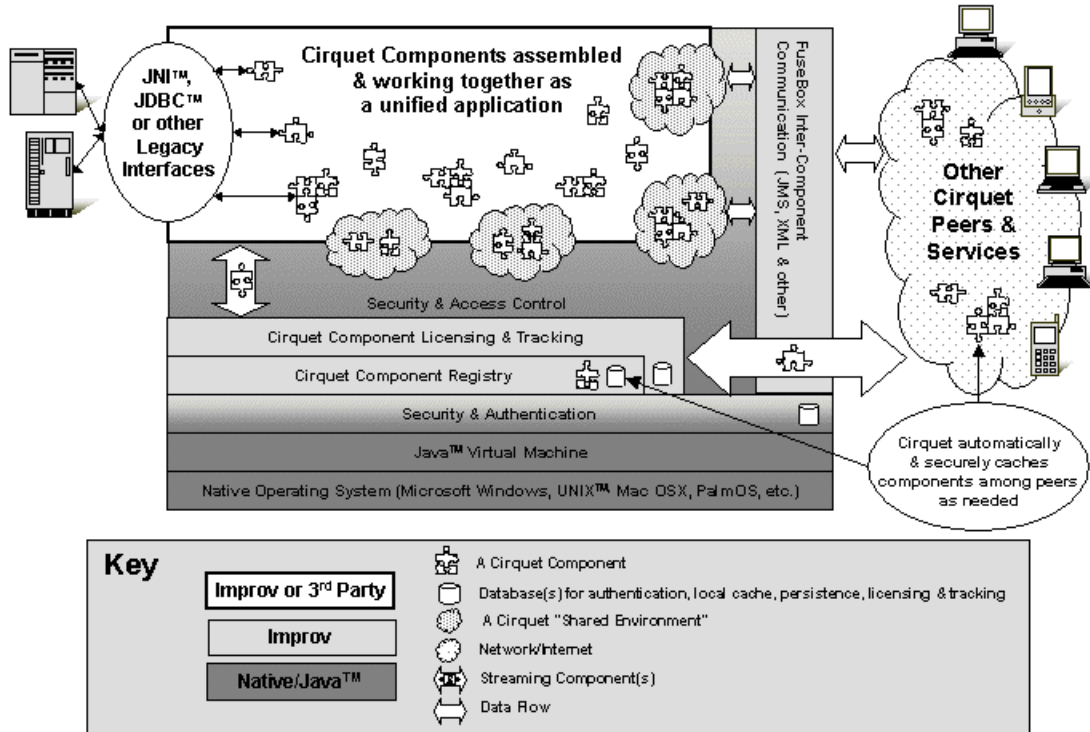 Cirquet Components assembled
& working together as
a unified application
JNI™,
JDBC™
or other
Legacy
Interfaces
FuseBox Inter-Component
Communication (JMS, XML & other)
Other
Cirquet
Peers &
Services
Security & Access Control
Cirquet Component Licensing & Tracking
Cirquet Component Registry
Security & Authentication
Java™ Virtual Machine
Native Operating System (Microsoft Windows, UNIX™, Mac OSX, PalmOS, etc.)
Cirquet automatically
& securely caches
components among peers
as needed
Key
Improv or 3rd Party
Improv
Native/Java™
A Cirquet Component
Database(s) for authentication, local cache, persistence, licensing & tracking
A Cirquet "Shared Environment"
Network/Internet
Streaming Component(s)
Data Flow